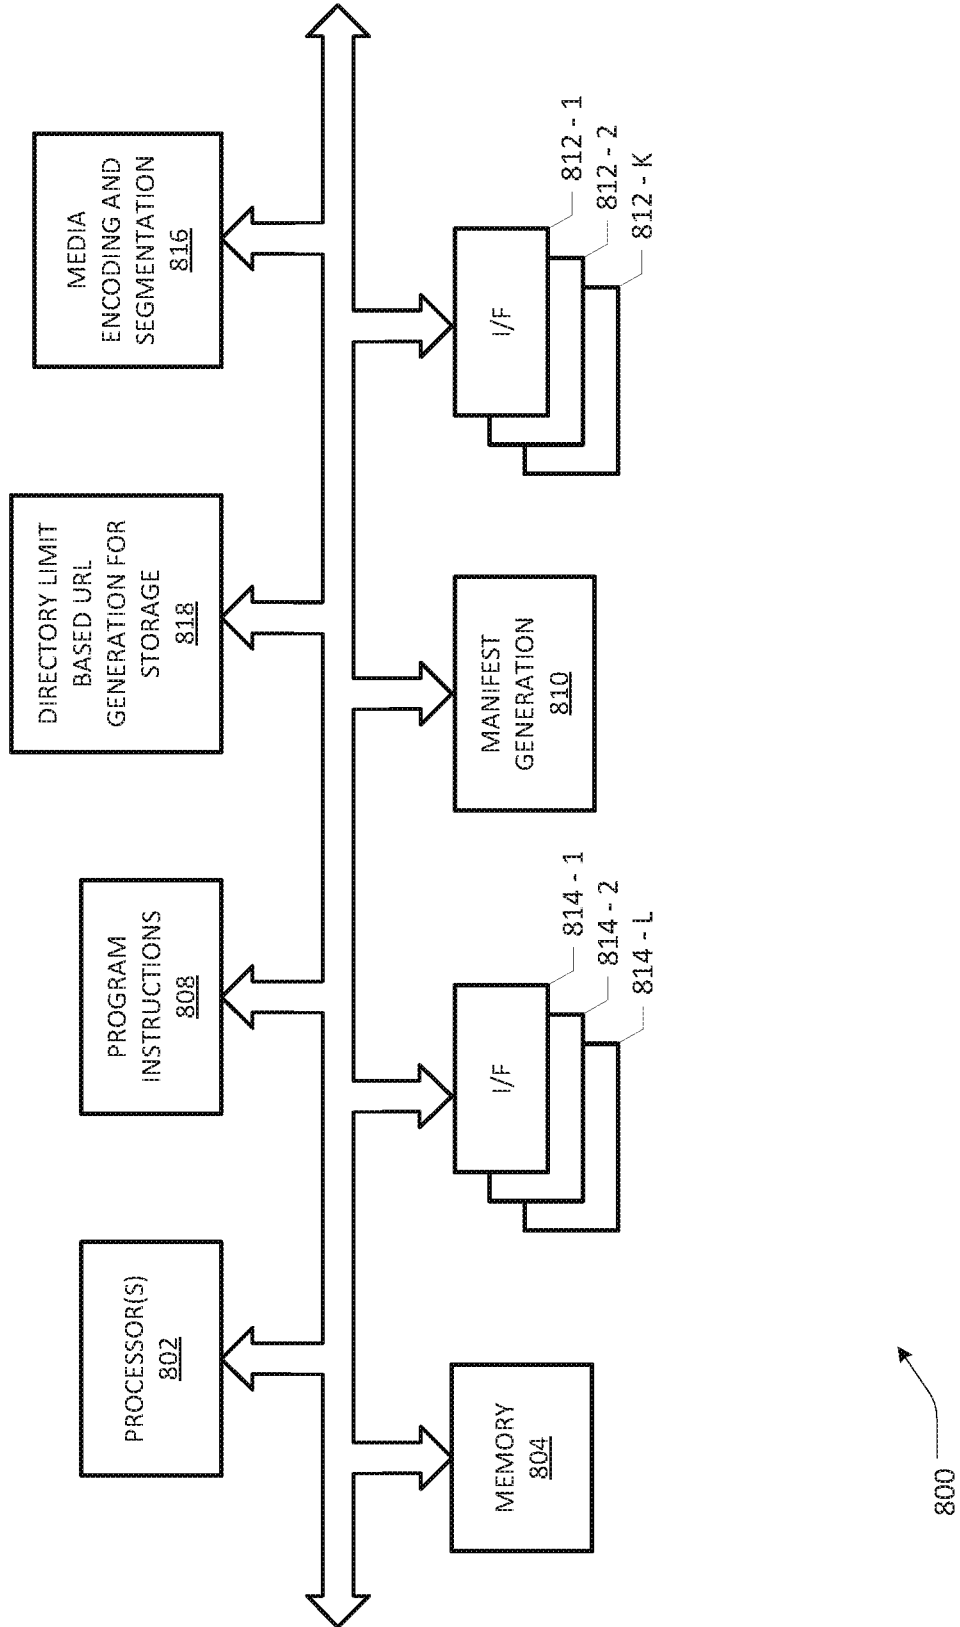 PROCESSOR(S)
802
PROGRAM
INSTRUCTIONS
808
DIRECTORY LIMIT
BASED URL
GENERATION FOR
STORAGE
818
MEDIA
ENCODING AND
SEGMENTATION
816
MEMORY
804
I/F
814 - 1
814 - 2
814 - L
MANIFEST
GENERATION
810
I/F
812 - 1
812 - 2
812 - K
800